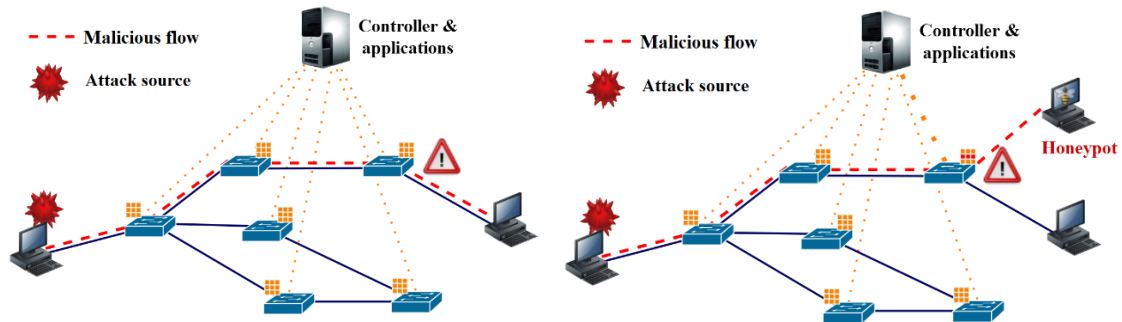 Controller &
applications
Malicious flow
Attack source
Controller &
applications
Malicious flow
Attack source
Honeypot